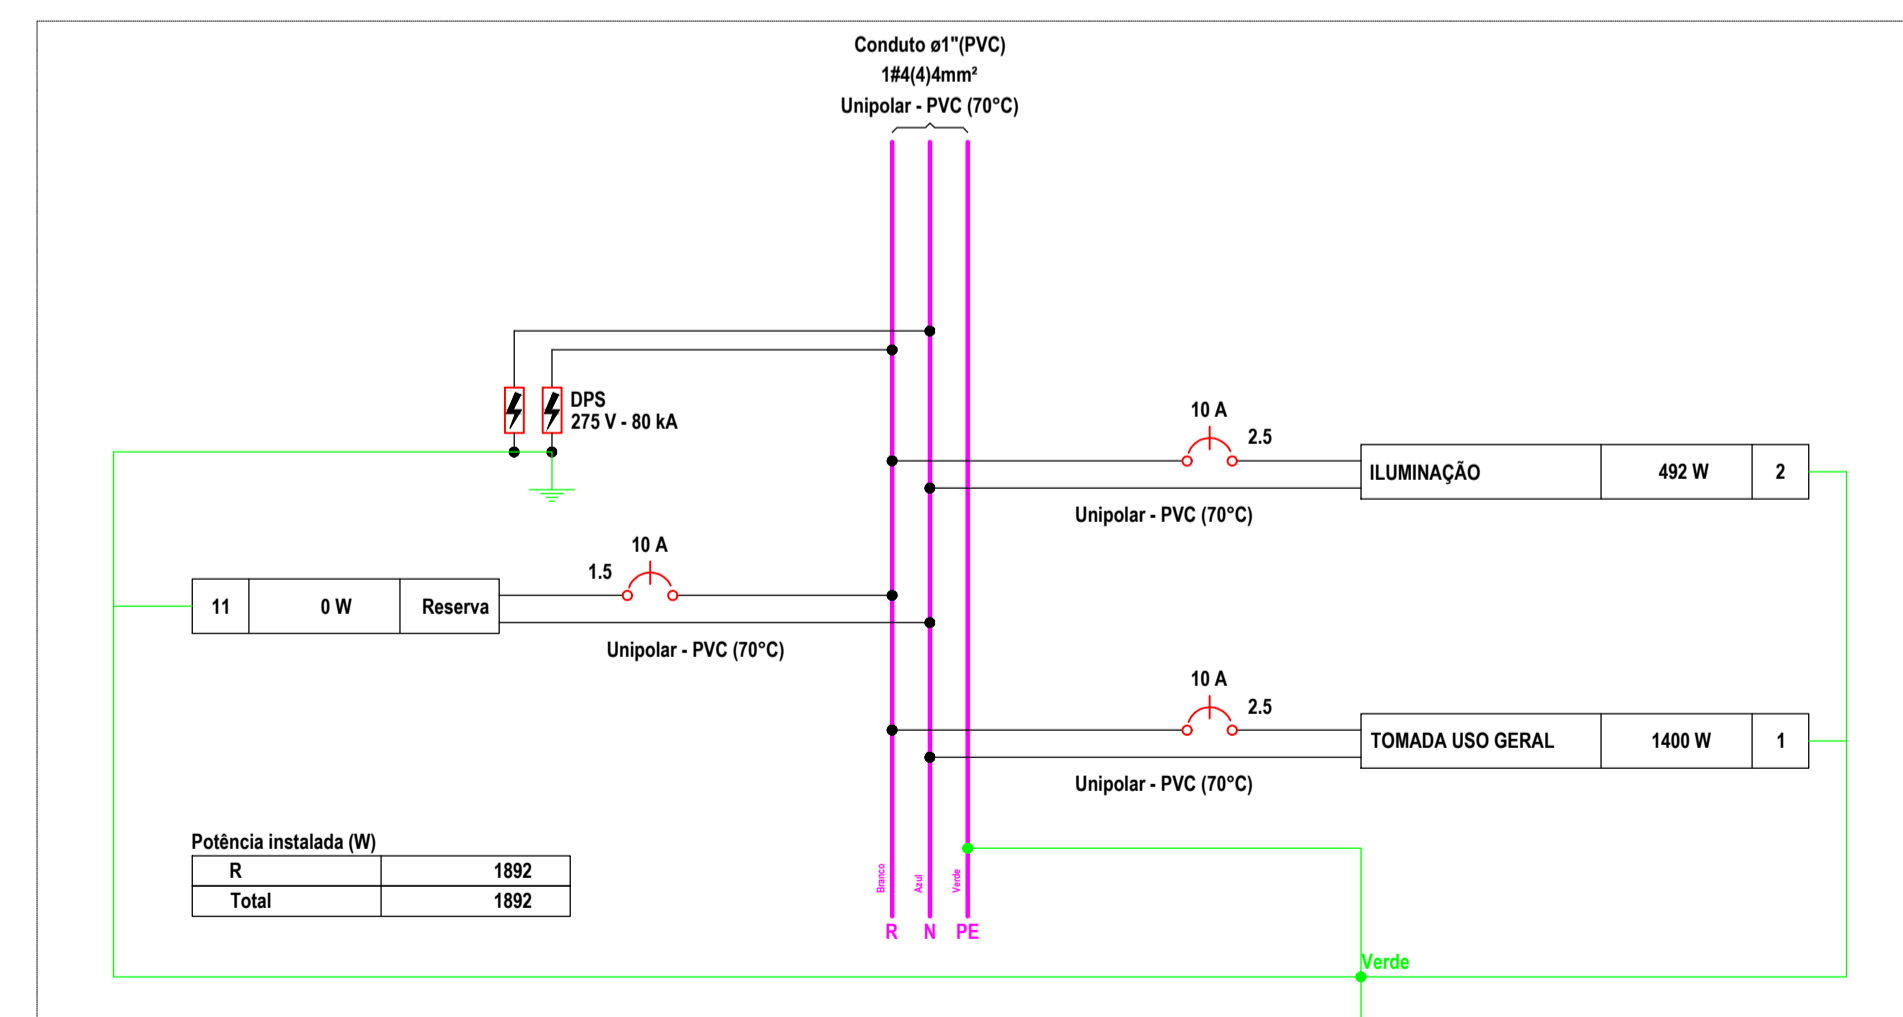 Conduto ø1"(PVC)
1#4(4)4mm²
Unipolar - PVC (70°C)
DPS
275 V - 80 kA
10 A
2.5
ILUMINAÇÃO 492 W 2
Unipolar - PVC (70°C)
10 A
1.5
11 0 W Reserva
Unipolar - PVC (70°C)
10 A
2.5
TOMADA USO GERAL 1400 W 1
Unipolar - PVC (70°C)
Potência instalada (W)
R 1892
Total 1892
Branco
Azul
Verde
R N PE
Verde